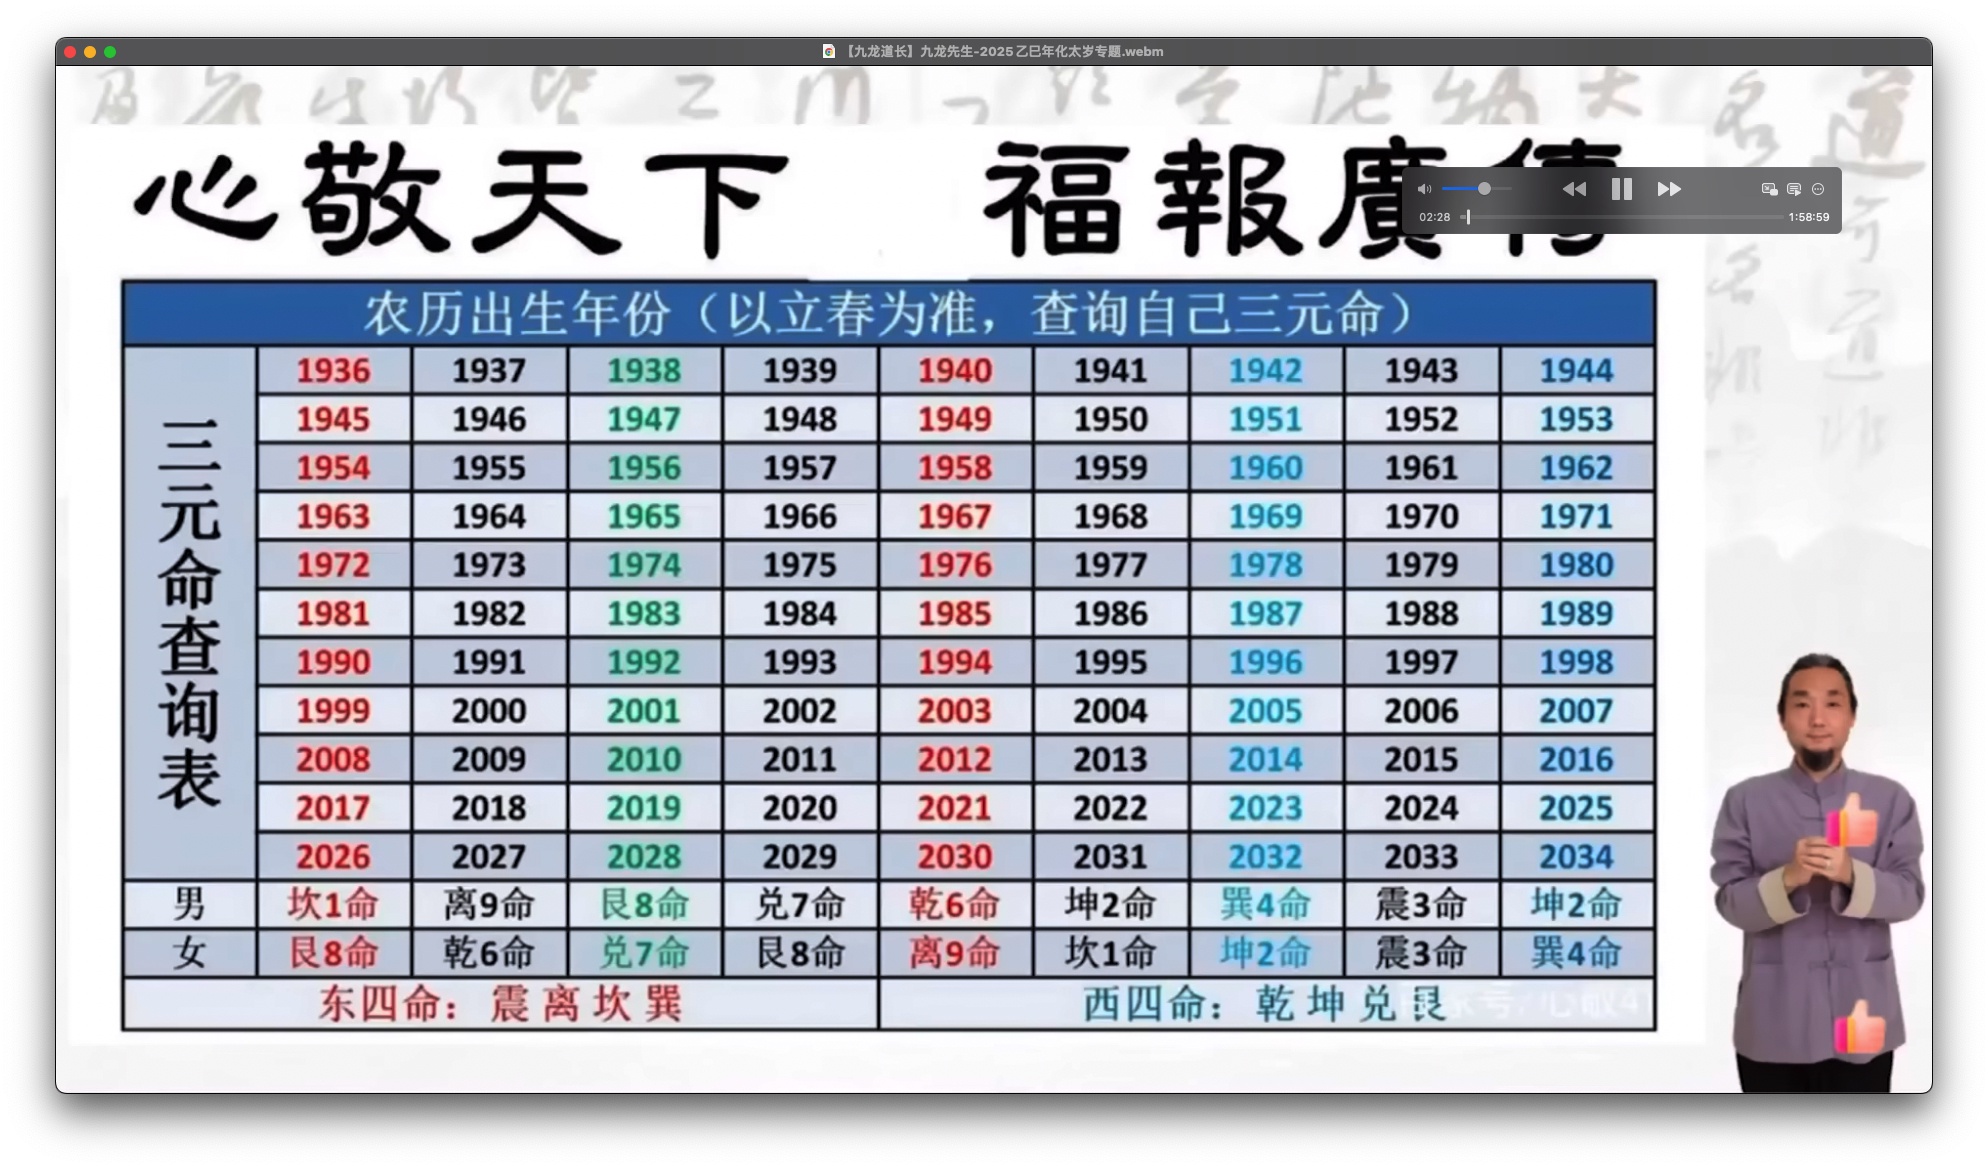 【九龙道长】九龙先生-2025乙巳年化太岁专题.webm
心敬天下 福報廣傳
02:28 1:58:59
农历出生年份（以立春为准，查询自己三元命）
三元命查询表
1936 1937 1938 1939 1940 1941 1942 1943 1944
1945 1946 1947 1948 1949 1950 1951 1952 1953
1954 1955 1956 1957 1958 1959 1960 1961 1962
1963 1964 1965 1966 1967 1968 1969 1970 1971
1972 1973 1974 1975 1976 1977 1978 1979 1980
1981 1982 1983 1984 1985 1986 1987 1988 1989
1990 1991 1992 1993 1994 1995 1996 1997 1998
1999 2000 2001 2002 2003 2004 2005 2006 2007
2008 2009 2010 2011 2012 2013 2014 2015 2016
2017 2018 2019 2020 2021 2022 2023 2024 2025
2026 2027 2028 2029 2030 2031 2032 2033 2034
男 坎1命 离9命 艮8命 兑7命 乾6命 坤2命 巽4命 震3命 坤2命
女 艮8命 乾6命 兑7命 艮8命 离9命 坎1命 坤2命 震3命 巽4命
东四命：震离坎巽 西四命：乾坤兑艮